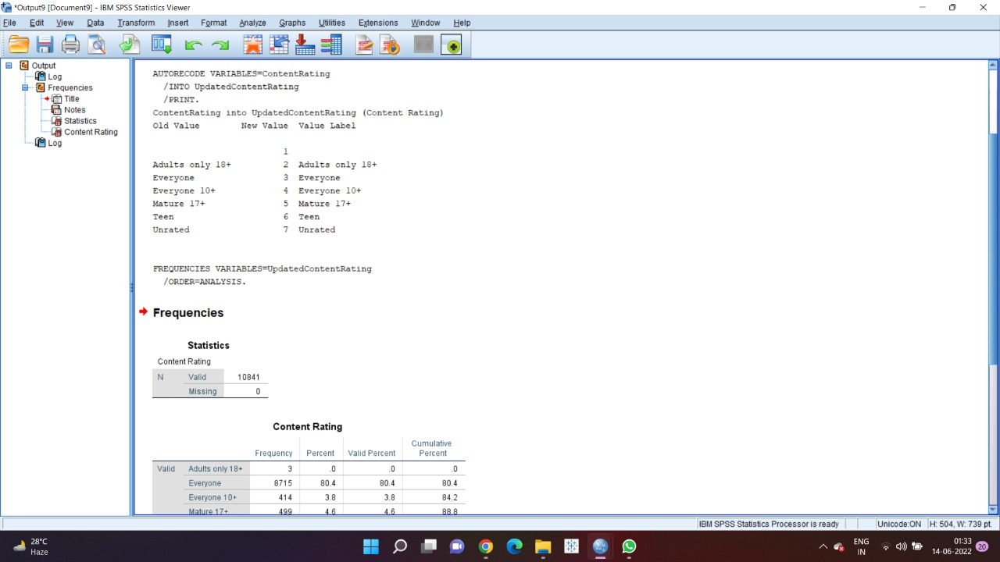 *Output9 [Document9] - IBM SPSS Statistics Viewer
File Edit View Data Transform Insert Format Analyze Graphs Utilities Extensions Window Help
Output
Log
Frequencies
Title
Notes
Statistics
Content Rating
Log
AUTORECODE VARIABLES=ContentRating
/INTO UpdatedContentRating
/PRINT.
ContentRating into UpdatedContentRating (Content Rating)
Old Value New Value Value Label
1
Adults only 18+ 2 Adults only 18+
Everyone 3 Everyone
Everyone 10+ 4 Everyone 10+
Mature 17+ 5 Mature 17+
Teen 6 Teen
Unrated 7 Unrated
FREQUENCIES VARIABLES=UpdatedContentRating
/ORDER=ANALYSIS.
Frequencies
Statistics
Content Rating
N Valid 10841
Missing 0
Content Rating
Frequency Percent Valid Percent Cumulative Percent
Valid Adults only 18+ 3 .0 .0 .0
Everyone 8715 80.4 80.4 80.4
Everyone 10+ 414 3.8 3.8 84.2
Mature 17+ 499 4.6 4.6 88.8
IBM SPSS Statistics Processor is ready Unicode:ON H: 504, W: 739 pt.
28°C
Haze
ENG
IN
01:33
14-06-2022
20